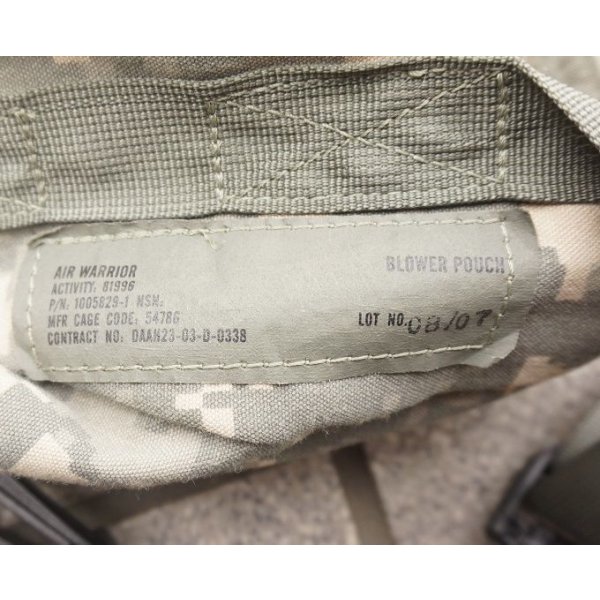 AIR WARRIOR
BLOWER POUCH
ACTIVITY: 81996
P/N: 1005829-1 NSN:
MFR CAGE CODE: 54786
LOT NO. 08/07
CONTRACT NO: DAAH23-03-D-0338